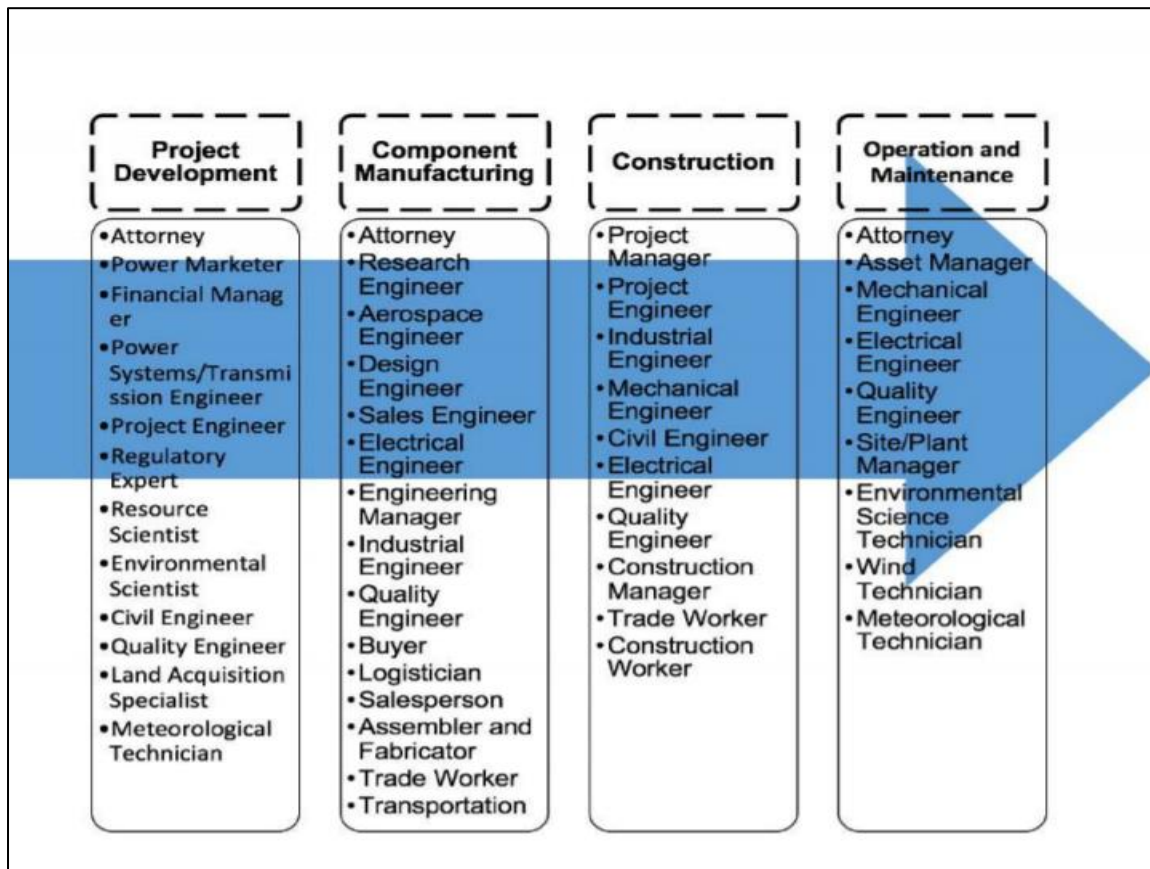 Project
Development
•Attorney
•Power Marketer
•Financial Manag
er
•Power
Systems/Transmi
ssion Engineer
•Project Engineer
•Regulatory
Expert
•Resource
Scientist
•Environmental
Scientist
•Civil Engineer
•Quality Engineer
•Land Acquisition
Specialist
•Meteorological
Technician
Component
Manufacturing
•Attorney
•Research
Engineer
•Aerospace
Engineer
•Design
Engineer
•Sales Engineer
•Electrical
Engineer
•Engineering
Manager
•Industrial
Engineer
•Quality
Engineer
•Buyer
•Logistician
•Salesperson
•Assembler and
Fabricator
•Trade Worker
•Transportation
Construction
•Project
Manager
•Project
Engineer
•Industrial
Engineer
•Mechanical
Engineer
•Civil Engineer
•Electrical
Engineer
•Quality
Engineer
•Construction
Manager
•Trade Worker
•Construction
Worker
Operation and
Maintenance
•Attorney
•Asset Manager
•Mechanical
Engineer
•Electrical
Engineer
•Quality
Engineer
•Site/Plant
Manager
•Environmental
Science
Technician
•Wind
Technician
•Meteorological
Technician